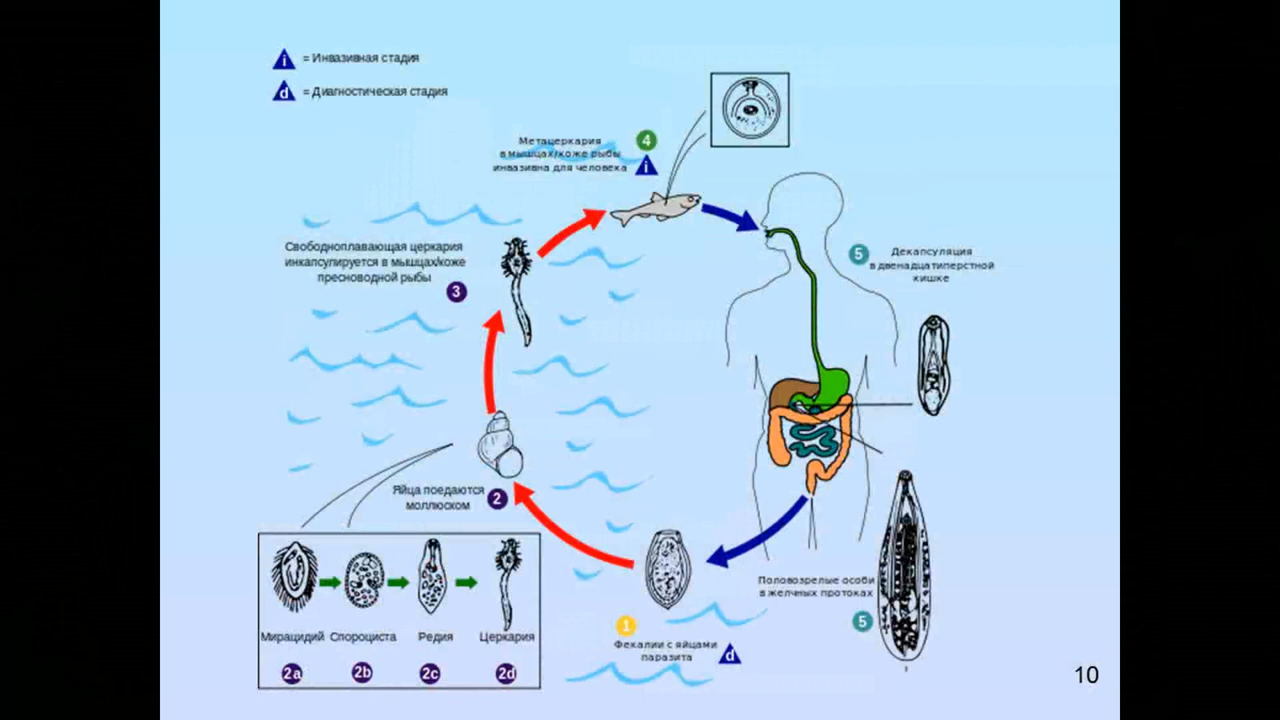 i = Инвазивная стадия
d = Диагностическая стадия
Метацеркария
в мышцах/коже рыбы
инвазивна для человека
4
i
Свободноплавающая церкария
инкапсулируется в мышцах/коже
пресноводной рыбы
3
5
Декапсуляция
в двенадцатиперстной
кишке
Яйца поедаются
моллюском
2
Мирацидий Спороциста Редия Церкария
2a 2b 2c 2d
Половозрелые особи
в желчных протоках
5
1
Фекалии с яйцами
паразита
d
10